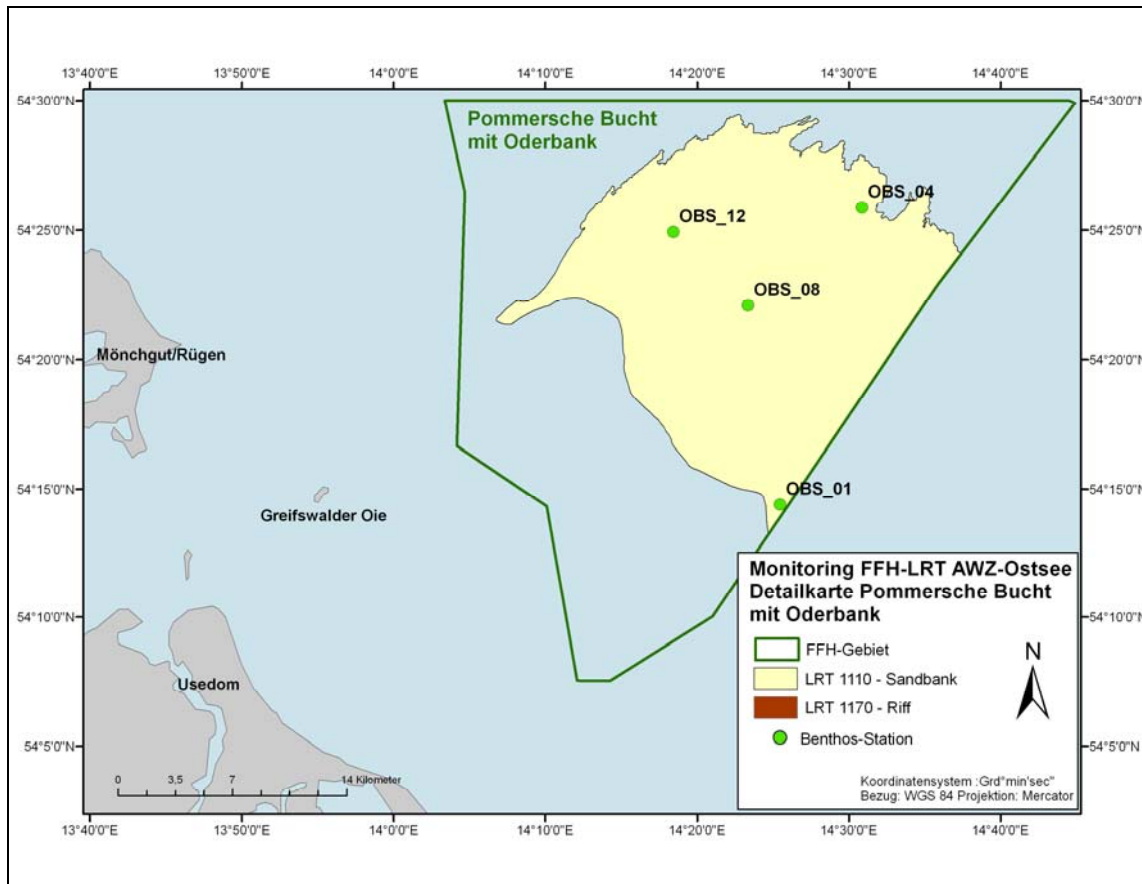 13°40'0"E 13°50'0"E 14°0'0"E 14°10'0"E 14°20'0"E 14°30'0"E 14°40'0"E
54°30'0"N 54°30'0"N
Pommersche Bucht
mit Oderbank
OBS_04
OBS_12
54°25'0"N 54°25'0"N
OBS_08
54°20'0"N 54°20'0"N
Mönchgut/Rügen
54°15'0"N 54°15'0"N
OBS_01
Greifswalder Oie
54°10'0"N 54°10'0"N
Usedom
54°5'0"N 54°5'0"N
0 3,5 7 14 Kilometer
Monitoring FFH-LRT AWZ-Ostsee
Detailkarte Pommersche Bucht
mit Oderbank
FFH-Gebiet
LRT 1110 - Sandbank
LRT 1170 - Riff
Benthos-Station
N
Koordinatensystem :Grd°min'sec"
Bezug: WGS 84 Projektion: Mercator
13°40'0"E 13°50'0"E 14°0'0"E 14°10'0"E 14°20'0"E 14°30'0"E 14°40'0"E